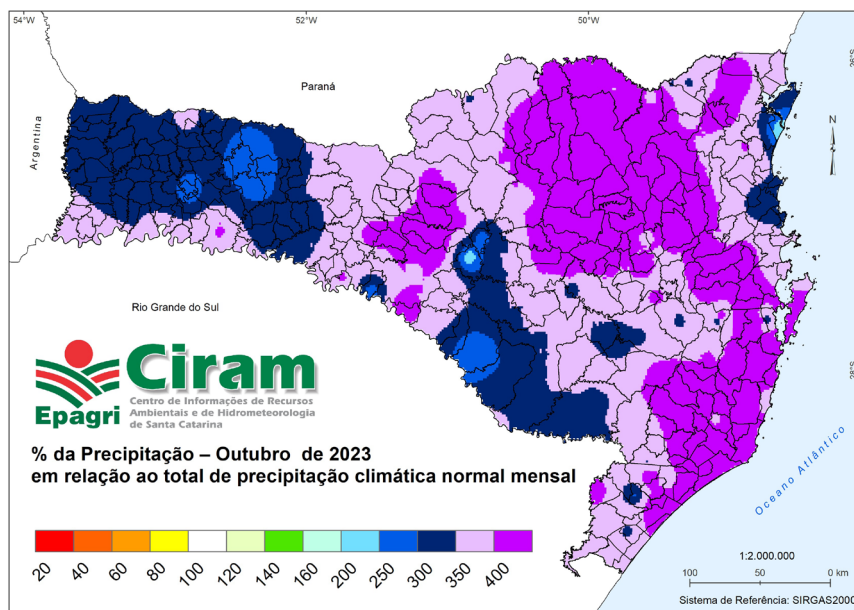 54°W
52°W
50°W
26°S
Paraná
Argentina
N
Rio Grande do Sul
28°S
Ciram
Epagri
Centro de Informações de Recursos
Ambientais e de Hidrometeorologia
de Santa Catarina
% da Precipitação – Outubro de 2023
em relação ao total de precipitação climática normal mensal
Oceano Atlântico
20 40 60 80 100 120 140 160 200 250 300 350 400
1:2.000.000
100 50 0 km
Sistema de Referência: SIRGAS2000